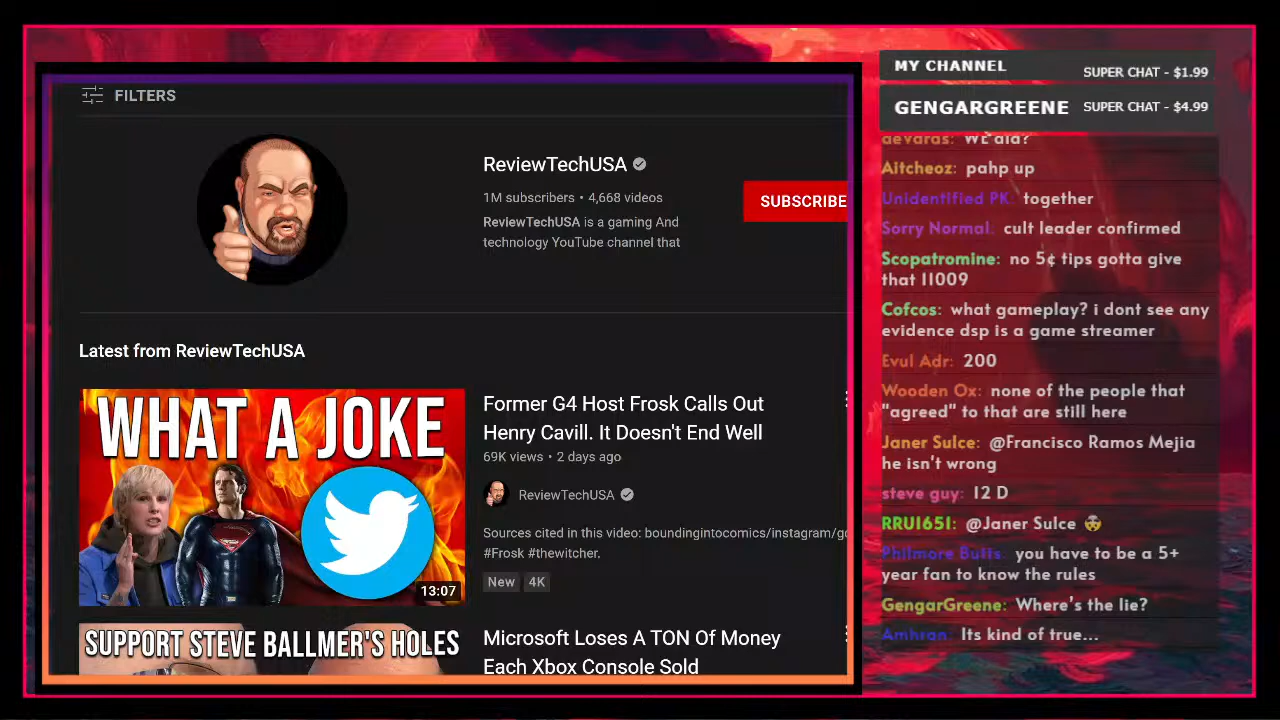 FILTERS
ReviewTechUSA
1M subscribers • 4,668 videos
ReviewTechUSA is a gaming And
technology YouTube channel that
SUBSCRIBE
Latest from ReviewTechUSA
WHAT A JOKE
13:07
Former G4 Host Frosk Calls Out
Henry Cavill. It Doesn't End Well
69K views • 2 days ago
ReviewTechUSA
Sources cited in this video: boundingintocomics/instagram/go
#Frosk #thewitcher.
New 4K
SUPPORT STEVE BALLMER'S HOLES
Microsoft Loses A TON Of Money
Each Xbox Console Sold
MY CHANNEL SUPER CHAT - $1.99
GENGARGREENE SUPER CHAT - $4.99
devaras: WE did?
Aitcheoz: pahp up
Unidentified PK: together
Sorry Normal: cult leader confirmed
Scopatromine: no 5¢ tips gotta give
that 11009
Cofcos: what gameplay? i dont see any
evidence dsp is a game streamer
Evul Adr: 200
Wooden Ox: none of the people that
"agreed" to that are still here
Janer Sulce: @Francisco Ramos Mejia
he isn't wrong
steve guy: 12 D
RRU1651: @Janer Sulce
Philmore Butts: you have to be a 5+
year fan to know the rules
GengarGreene: Where's the lie?
Amhran: Its kind of true...